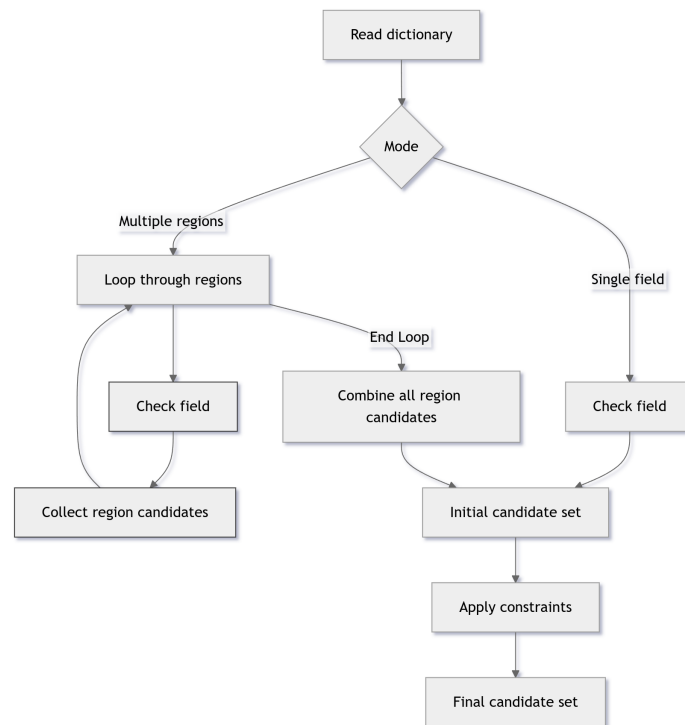 Read dictionary
Mode
Multiple regions
Single field
Loop through regions
End Loop
Check field
Combine all region
candidates
Check field
Collect region candidates
Initial candidate set
Apply constraints
Final candidate set